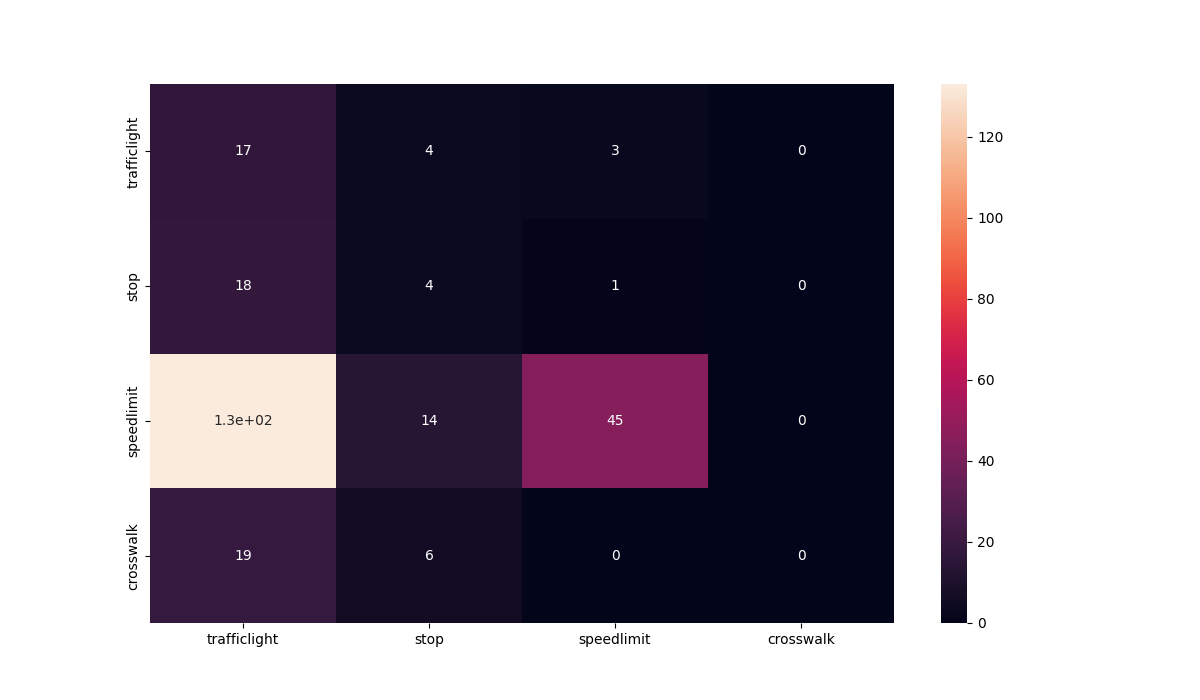 trafficlight 17 4 3 0
stop 18 4 1 0
speedlimit 1.3e+02 14 45 0
crosswalk 19 6 0 0
trafficlight stop speedlimit crosswalk
120
100
80
60
40
20
0